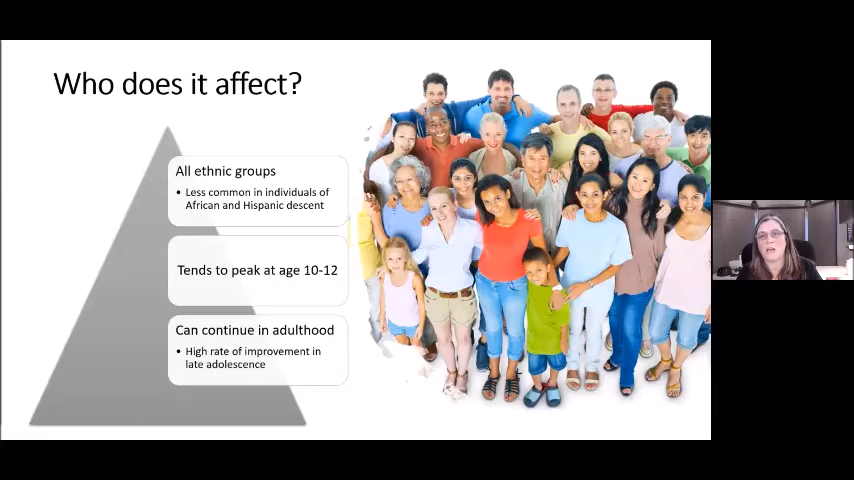 Who does it affect?
All ethnic groups
• Less common in individuals of
African and Hispanic descent
Tends to peak at age 10-12
Can continue in adulthood
• High rate of improvement in
late adolescence